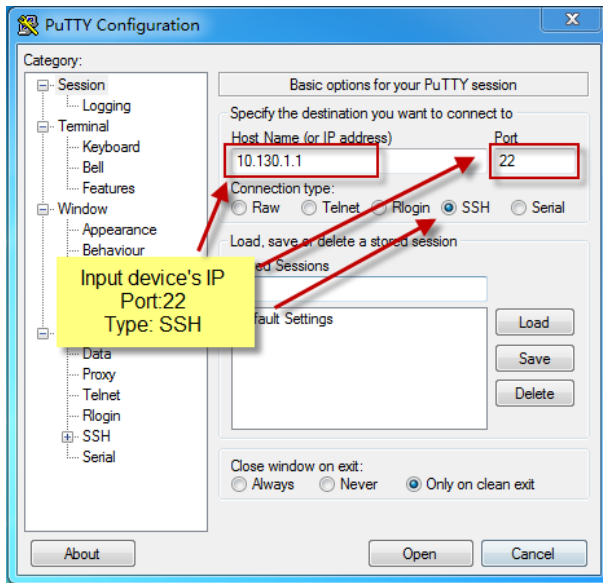 PuTTY Configuration
Category:
Session
Logging
Terminal
Keyboard
Bell
Features
Window
Appearance
Behaviour
Data
Proxy
Telnet
Rlogin
SSH
Serial
Basic options for your PuTTY session
Specify the destination you want to connect to
Host Name (or IP address) Port
10.130.1.1 22
Connection type:
Raw Telnet Rlogin SSH Serial
Load, save or delete a stored session
Sessions
Settings
Load
Save
Delete
Input device's IP
Port:22
Type: SSH
Close window on exit:
Always Never Only on clean exit
About Open Cancel